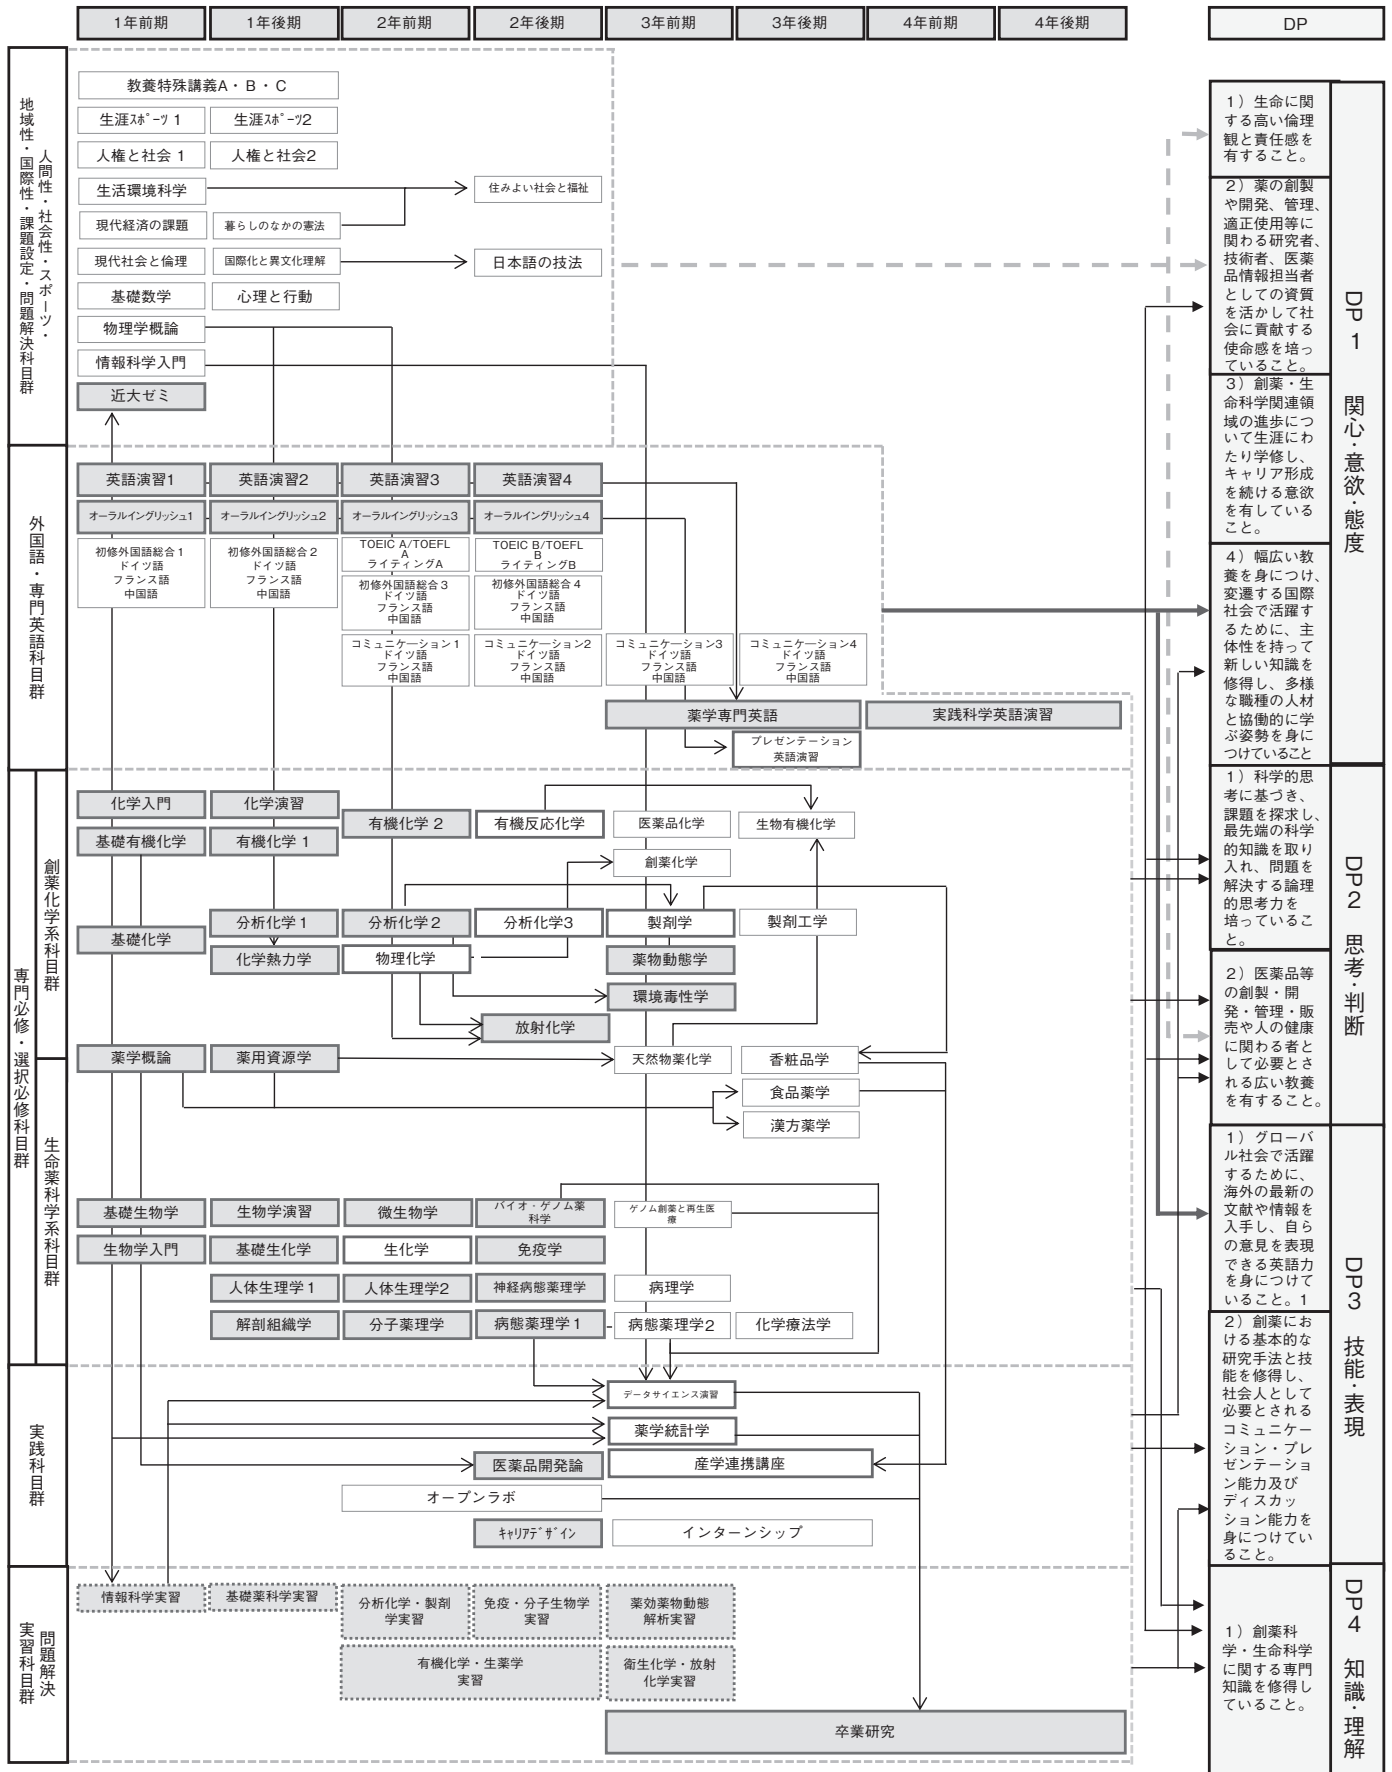 1年前期
1年後期
2年前期
2年後期
3年前期
3年後期
4年前期
4年後期
DP
人間性・社会性・スポーツ・
地域性・国際性・課題設定・問題解決科目群
教養特殊講義A・B・C
生涯ｽﾎﾟｰﾂ 1
生涯ｽﾎﾟｰﾂ2
人権と社会 1
人権と社会2
生活環境科学
住みよい社会と福祉
現代経済の課題
暮らしのなかの憲法
現代社会と倫理
国際化と異文化理解
日本語の技法
基礎数学
心理と行動
物理学概論
情報科学入門
近大ゼミ
外国語・専門英語科目群
英語演習1
英語演習2
英語演習3
英語演習4
オーラルイングリッシュ1
オーラルイングリッシュ2
オーラルイングリッシュ3
オーラルイングリッシュ4
初修外国語総合1
ドイツ語
フランス語
中国語
初修外国語総合2
ドイツ語
フランス語
中国語
TOEIC A/TOEFL
A
ライティングA
TOEIC B/TOEFL
B
ライティングB
初修外国語総合3
ドイツ語
フランス語
中国語
初修外国語総合4
ドイツ語
フランス語
中国語
コミュニケーション1
ドイツ語
フランス語
中国語
コミュニケーション2
ドイツ語
フランス語
中国語
コミュニケーション3
ドイツ語
フランス語
中国語
コミュニケーション4
ドイツ語
フランス語
中国語
薬学専門英語
実践科学英語演習
プレゼンテーション
英語演習
専門必修・選択必修科目群
創薬化学系科目群
化学入門
化学演習
有機化学 2
有機反応化学
医薬品化学
生物有機化学
基礎有機化学
有機化学 1
創薬化学
分析化学 1
分析化学2
分析化学3
製剤学
製剤工学
基礎化学
化学熱力学
物理化学
薬物動態学
環境毒性学
放射化学
生命薬科学系科目群
薬学概論
薬用資源学
天然物薬化学
香粧品学
食品薬学
漢方薬学
基礎生物学
生物学演習
微生物学
バイオ・ゲノム薬
科学
ゲノム創薬と再生医
療
生物学入門
基礎生化学
生化学
免疫学
人体生理学1
人体生理学2
神経病態薬理学
病理学
解剖組織学
分子薬理学
病態薬理学1
病態薬理学2
化学療法学
実践科目群
データサイエンス演習
薬学統計学
医薬品開発論
産学連携講座
オープンラボ
ｷｬﾘｱﾃﾞｻﾞｲﾝ
インターンシップ
問題解決
実習科目群
情報科学実習
基礎薬科学実習
分析化学・製剤
学実習
免疫・分子生物学
実習
薬効薬物動態
解析実習
有機化学・生薬学
実習
衛生化学・放射
化学実習
卒業研究
DP 1 関心・意欲・態度
1）生命に関
する高い倫理
観と責任感を
有すること。
2）薬の創製
や開発、管理、
適正使用等に
関わる研究者、
技術者、医薬
品情報担当者
としての資質
を活かして社
会に貢献する
使命感を培っ
ていること。
3）創薬・生
命科学関連領
域の進歩につ
いて生涯にわ
たり学修し、
キャリア形成
を続ける意欲
を有している
こと。
4）幅広い教
養を身につけ、
変遷する国際
社会で活躍す
るために、主
体性を持って
新しい知識を
修得し、多様
な職種の人材
と協働的に学
ぶ姿勢を身に
つけていること
DP2 思考・判断
1）科学的思
考に基づき、
課題を探求し、
最先端の科学
的知識を取り
入れ、問題を
解決する論理
的思考力を
培っているこ
と。
2）医薬品等
の創製・開
発・管理・販
売や人の健康
に関わる者と
して必要とさ
れる広い教養
を有すること。
DP3 技能・表現
1）グローバ
ル社会で活躍
するために、
海外の最新の
文献や情報を
入手し、自ら
の意見を表現
できる英語力
を身につけて
いること。1
2）創薬にお
ける基本的な
研究手法と技
能を修得し、
社会人として
必要とされる
コミュニケー
ション・プレ
ゼンテーショ
ン能力及び
ディスカッ
ション能力を
身につけてい
ること。
DP4 知識・理解
1）創薬科
学・生命科学
に関する専門
知識を修得し
ていること。